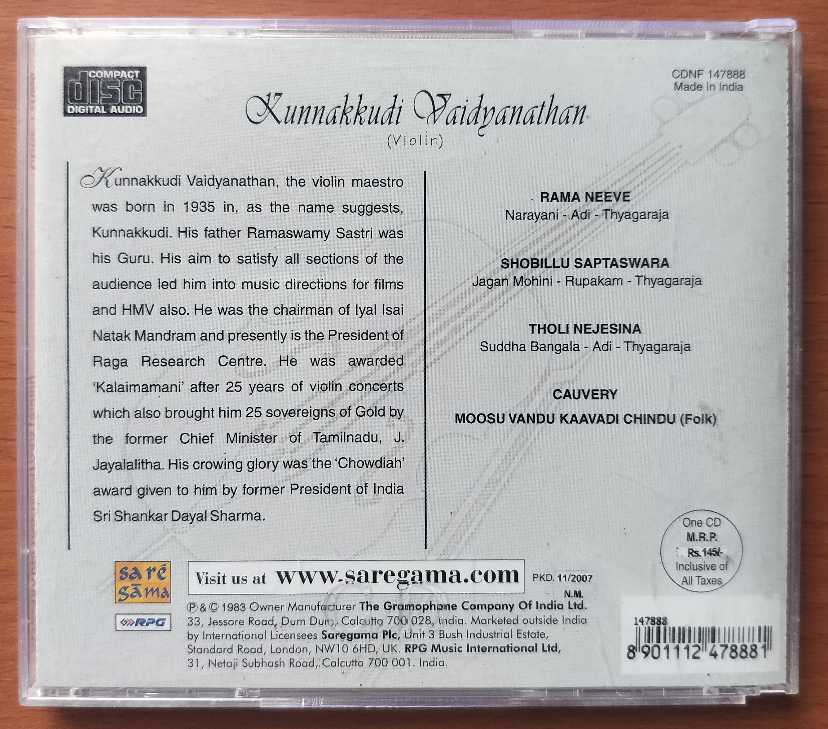 COMPACT
disc
DIGITAL AUDIO
CDNF 147888
Made in India
Kunnakkudi Vaidyanathan
(Violin)
Kunnakkudi Vaidyanathan, the violin maestro
was born in 1935 in, as the name suggests,
Kunnakkudi. His father Ramaswamy Sastri was
his Guru. His aim to satisfy all sections of the
audience led him into music directions for films
and HMV also. He was the chairman of Iyal Isai
Natak Mandram and presently is the President of
Raga Research Centre. He was awarded
'Kalaimamani' after 25 years of violin concerts
which also brought him 25 sovereigns of Gold by
the former Chief Minister of Tamilnadu, J.
Jayalalitha. His crowing glory was the 'Chowdiah'
award given to him by former President of India
Sri Shankar Dayal Sharma.
RAMA NEEVE
Narayani - Adi - Thyagaraja
SHOBILLU SAPTASWARA
Jagan Mohini - Rupakam - Thyagaraja
THOLI NEJESINA
Suddha Bangala - Adi - Thyagaraja
CAUVERY
MOOSU VANDU KAAVADI CHINDU (Folk)
One CD
M.R.P.
Rs.145/-
Inclusive of
All Taxes
sa ré
gāma
RPG
Visit us at www.saregama.com
PKD. 11/2007
N.M.
℗ & © 1983 Owner Manufacturer The Gramophone Company Of India Ltd.
33, Jessore Road, Dum Dum, Calcutta 700 028, India. Marketed outside India
by International Licensees Saregama Plc, Unit 3 Bush Industrial Estate,
Standard Road, London, NW10 6HD, UK. RPG Music International Ltd,
31, Netaji Subhash Road, Calcutta 700 001. India.
147888
8 901112 478881